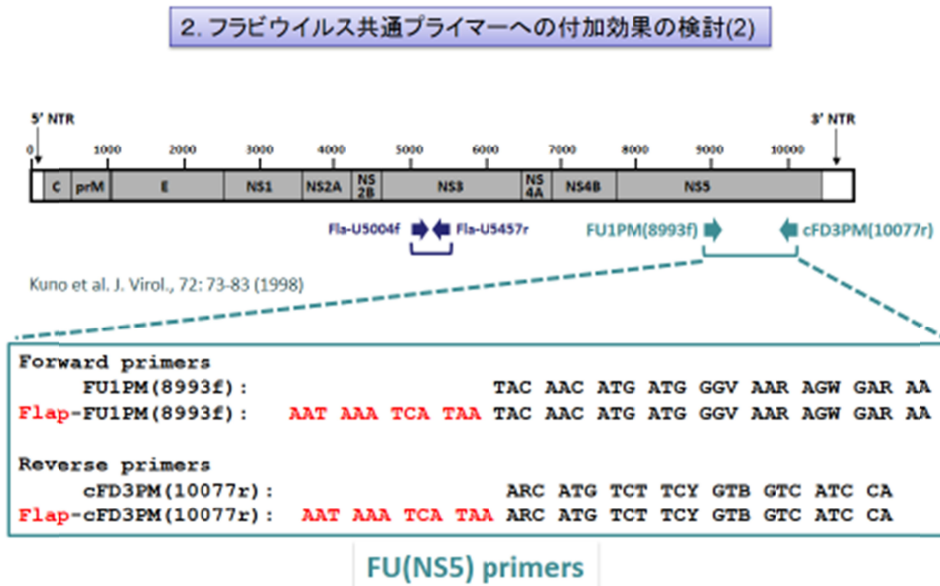 2. フラビウイルス共通プライマーへの付加効果の検討(2)
5' NTR
3' NTR
0 1000 2000 3000 4000 5000 6000 7000 8000 9000 10000
C prM E NS1 NS2A NS2B NS3 NS4A NS4B NS5
Fla-U5004f Fla-U5457r FU1PM(8993f) cFD3PM(10077r)
Kuno et al. J. Virol., 72: 73-83 (1998)
Forward primers
FU1PM(8993f): TAC AAC ATG ATG GGV AAR AGW GAR AA
Flap-FU1PM(8993f): AAT AAA TCA TAA TAC AAC ATG ATG GGV AAR AGW GAR AA
Reverse primers
cFD3PM(10077r): ARC ATG TCT TCY GTB GTC ATC CA
Flap-cFD3PM(10077r): AAT AAA TCA TAA ARC ATG TCT TCY GTB GTC ATC CA
FU(NS5) primers